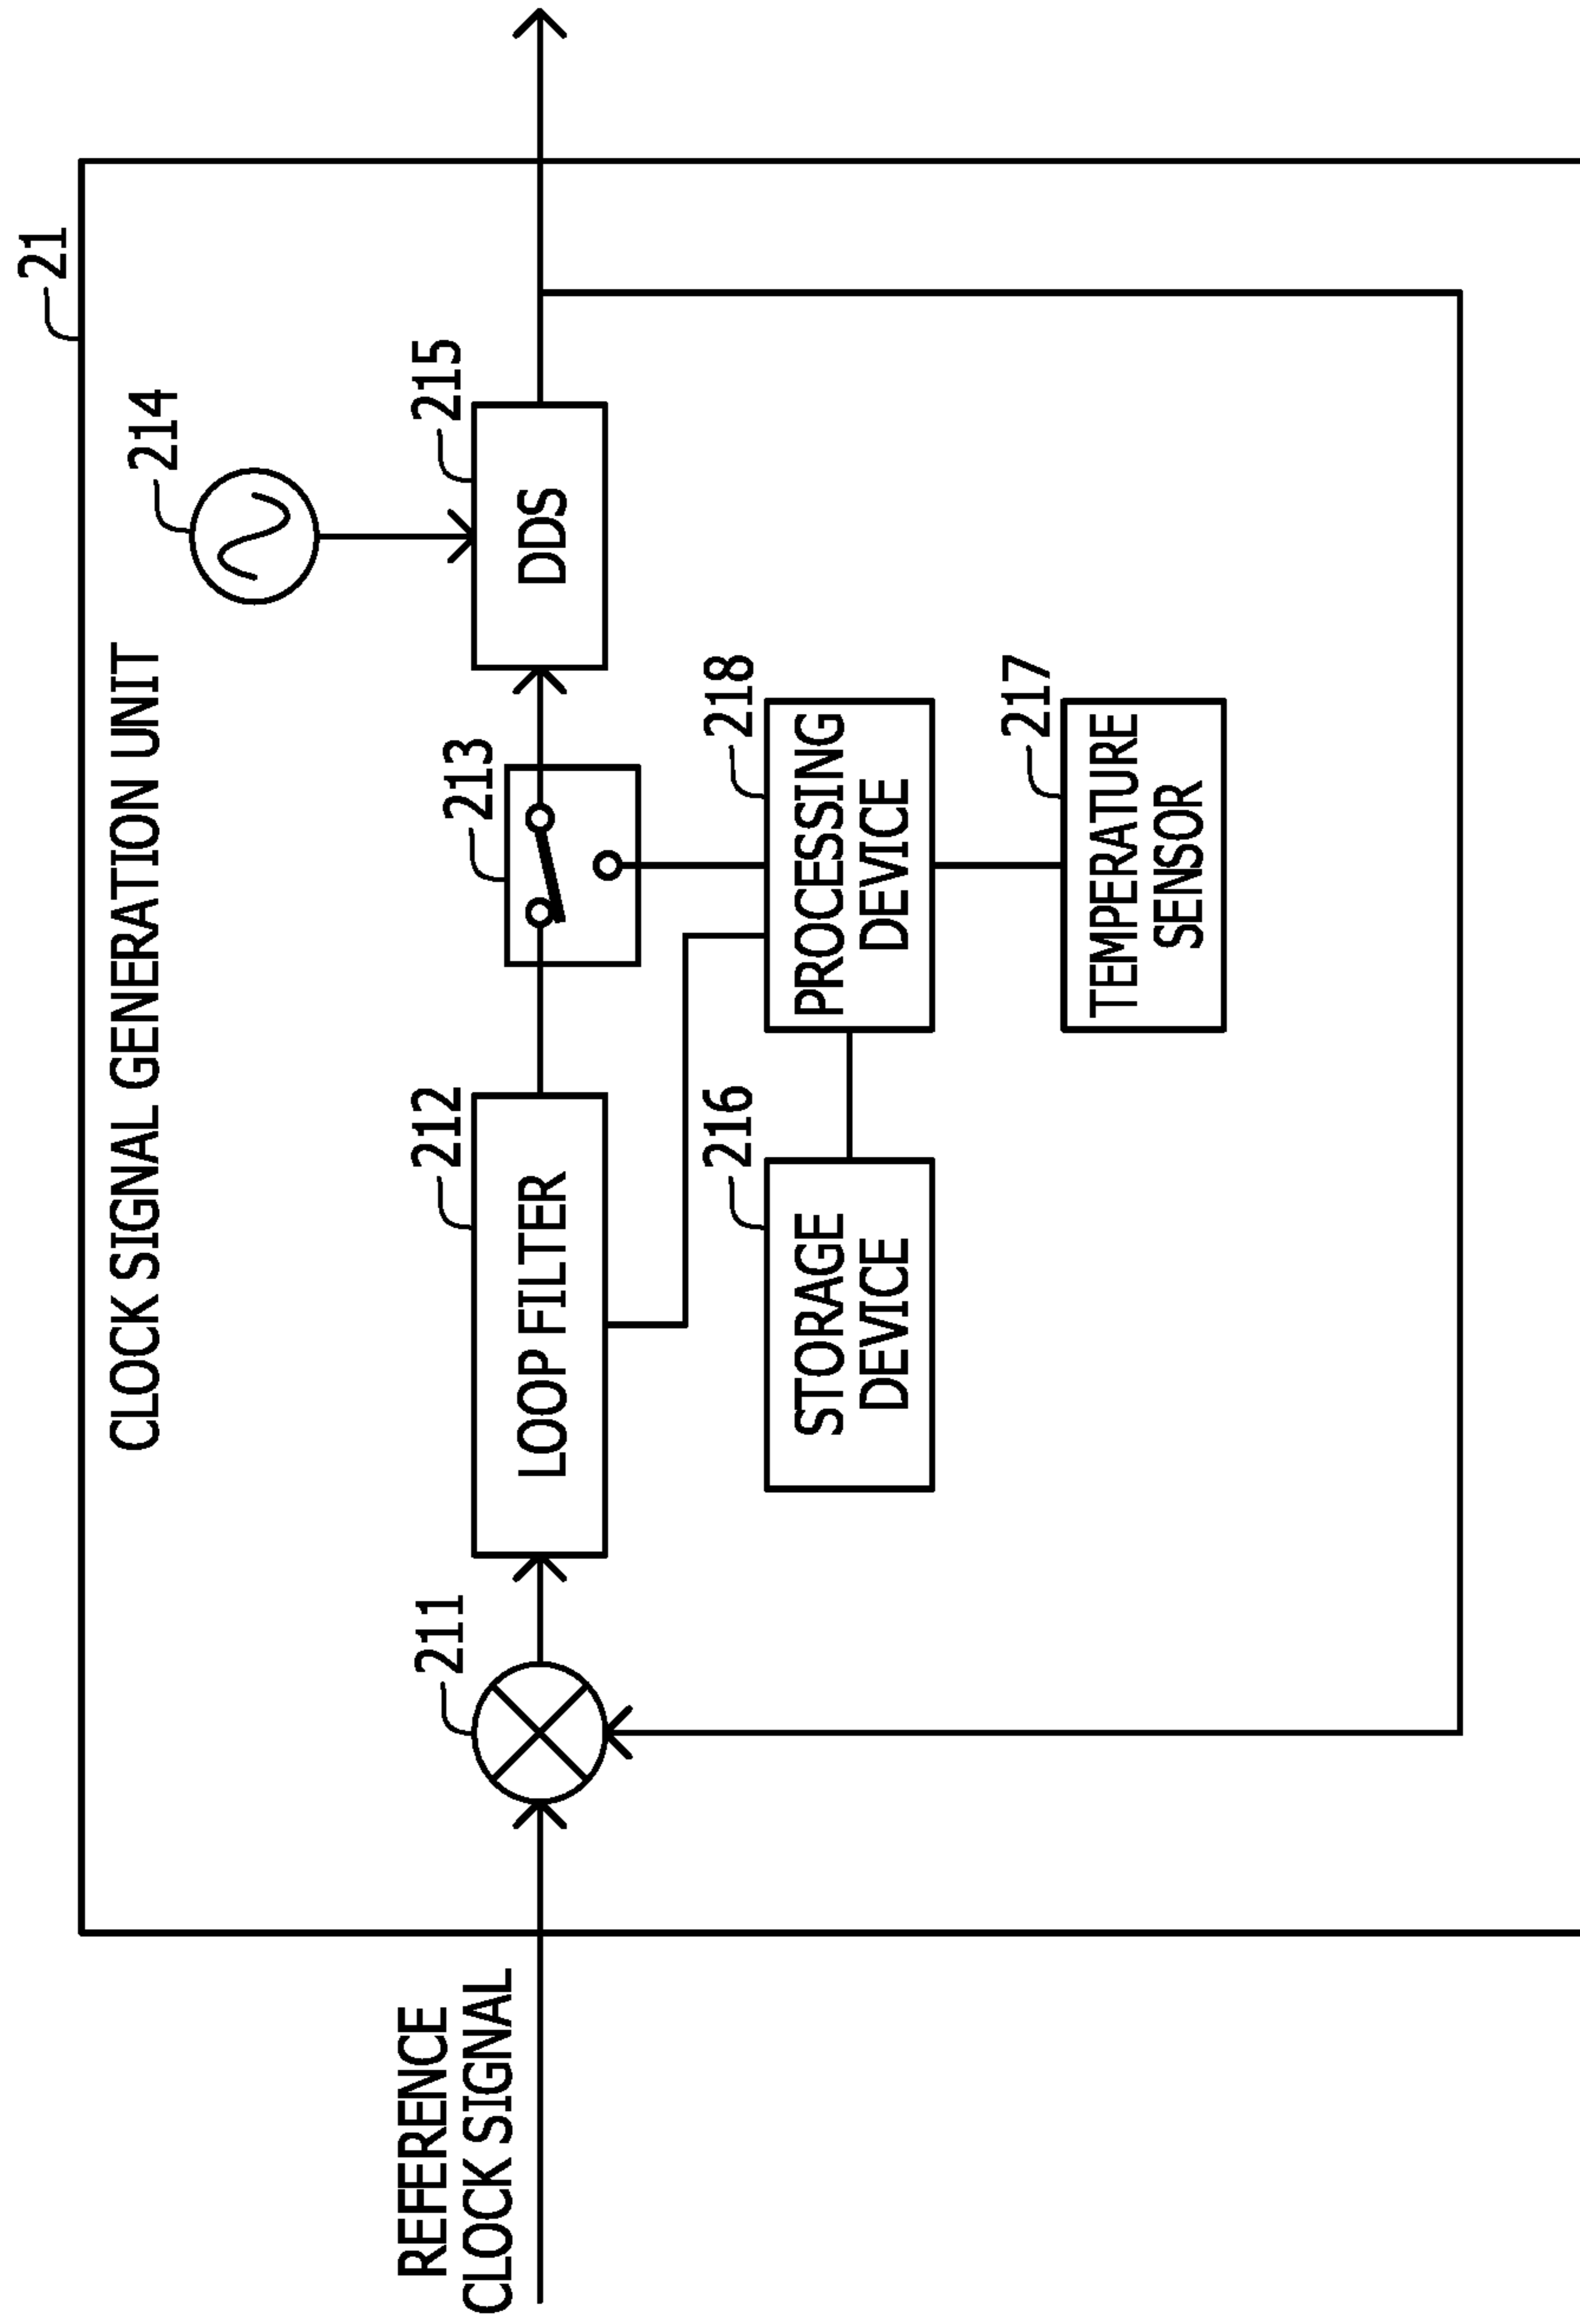 21
CLOCK SIGNAL GENERATION UNIT
214
REFERENCE
CLOCK SIGNAL
211
212
LOOP FILTER
213
215
DDS
216
STORAGE
DEVICE
218
PROCESSING
DEVICE
217
TEMPERATURE
SENSOR